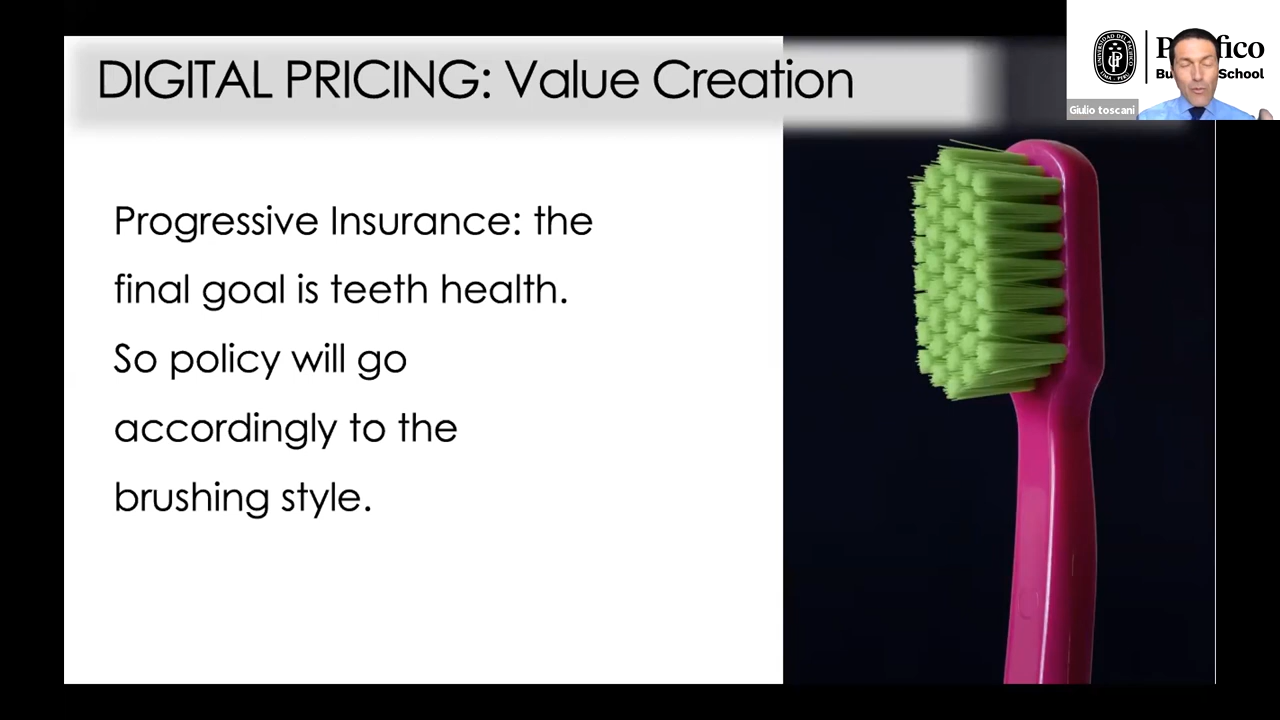 DIGITAL PRICING: Value Creation
Progressive Insurance: the
final goal is teeth health.
So policy will go
accordingly to the
brushing style.
School
Giulio toscani